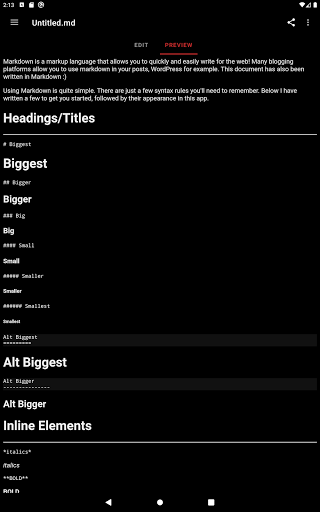 2:13
Untitled.md
EDIT PREVIEW
Markdown is a markup language that allows you to quickly and easily write for the web! Many blogging
platforms allow you to use markdown in your posts, WordPress for example. This document has also been
written in Markdown :)
Using Markdown is quite simple. There are just a few syntax rules you'll need to remember. Below I have
written a few to get you started, followed by their appearance in this app.
Headings/Titles
# Biggest
Biggest
## Bigger
Bigger
### Big
Big
#### Small
Small
##### Smaller
Smaller
###### Smallest
Smallest
Alt Biggest
=========
Alt Biggest
Alt Bigger
---------------
Alt Bigger
Inline Elements
*italics*
italics
**BOLD**
BOLD